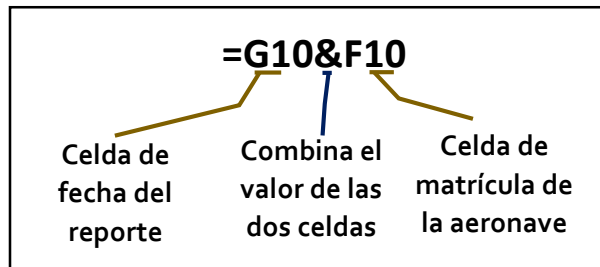 =G10&F10
Celda de
fecha del
reporte
Combina el
valor de las
dos celdas
Celda de
matrícula de
la aeronave